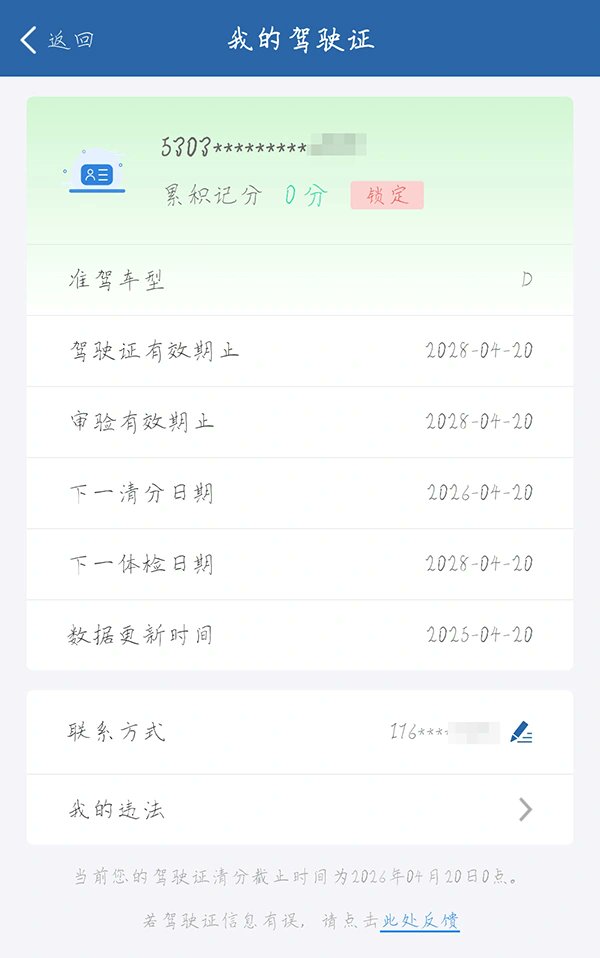 返回
我的驾驶证
5303*********
累积记分 0分 锁定
准驾车型 D
驾驶证有效期止 2028-04-20
审验有效期止 2028-04-20
下一清分日期 2026-04-20
下一体检日期 2028-04-20
数据更新时间 2025-04-20
联系方式 176****
我的违法
当前您的驾驶证清分截止时间为2026年04月20日0点。
若驾驶证信息有误，请点击此处反馈